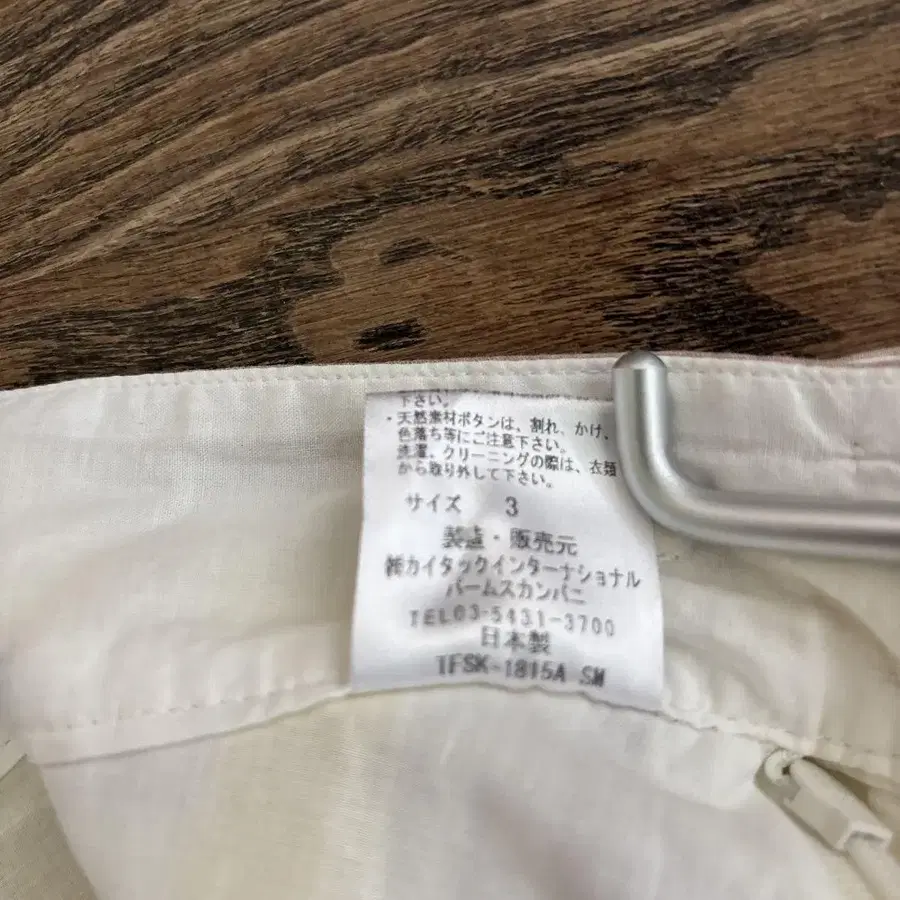 下さい。
・天然素材ボタンは、割れ、かけ、
色落ち等にご注意下さい。
洗濯、クリーニングの際は、衣類
から取り外して下さい。
サイズ 3
製造・販売元
㈱カイタックインターナショナル
バームスカンパニ
TEL03-5431-3700
日本製
TFSK-1815A SM